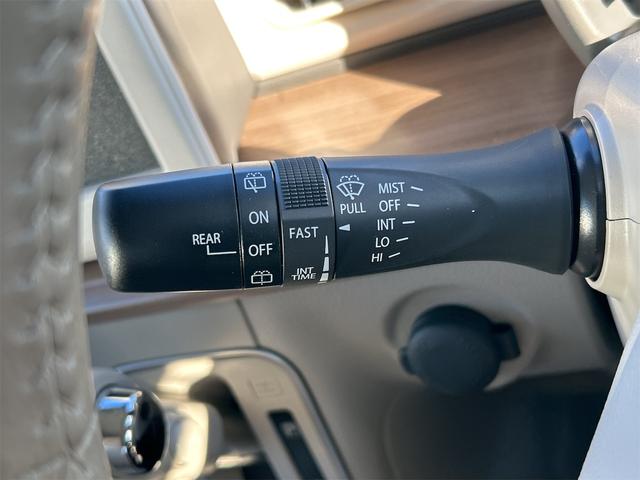 REAR
ON
OFF
FAST
INT
TIME
PULL
MIST
OFF
INT
LO
HI